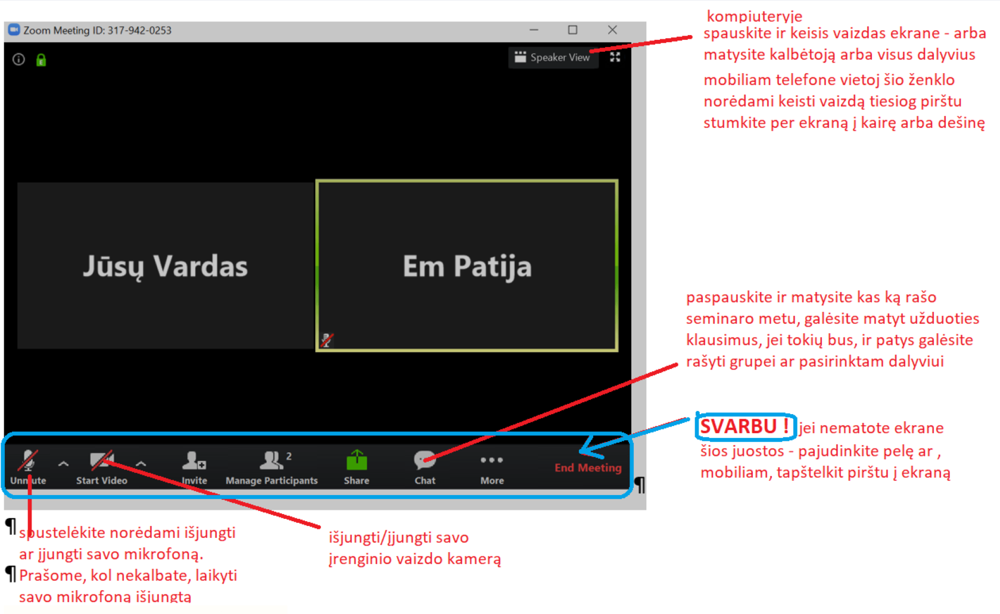 kompiuteryje
Zoom Meeting ID: 317-942-0253
spauskite ir keisis vaizdas ekrane - arba
matysite kalbėtoją arba visus dalyvius
Speaker View
mobiliam telefone vietoj šio ženklo
norėdami keisti vaizdą tiesiog pirštu
stumkite per ekraną į kairę arba dešinę
Jūsų Vardas
Em Patija
paspauskite ir matysite kas ką rašo
seminaro metu, galėsite matyt užduoties
klausimus, jei tokių bus, ir patys galėsite
rašyti grupei ar pasirinktam dalyviui
SVARBU ! jei nematote ekrane
šios juostos - pajudinkite pelę ar ,
mobiliam, tapštelkit pirštu į ekraną
2
Unmute Start Video Invite Manage Participants Share Chat More End Meeting
¶
¶ spustelėkite norėdami išjungti
ar įjungti savo mikrofoną.
¶ Prašome, kol nekalbate, laikyti
savo mikrofoną išjungtą
išjungti/įjungti savo
įrenginio vaizdo kamerą